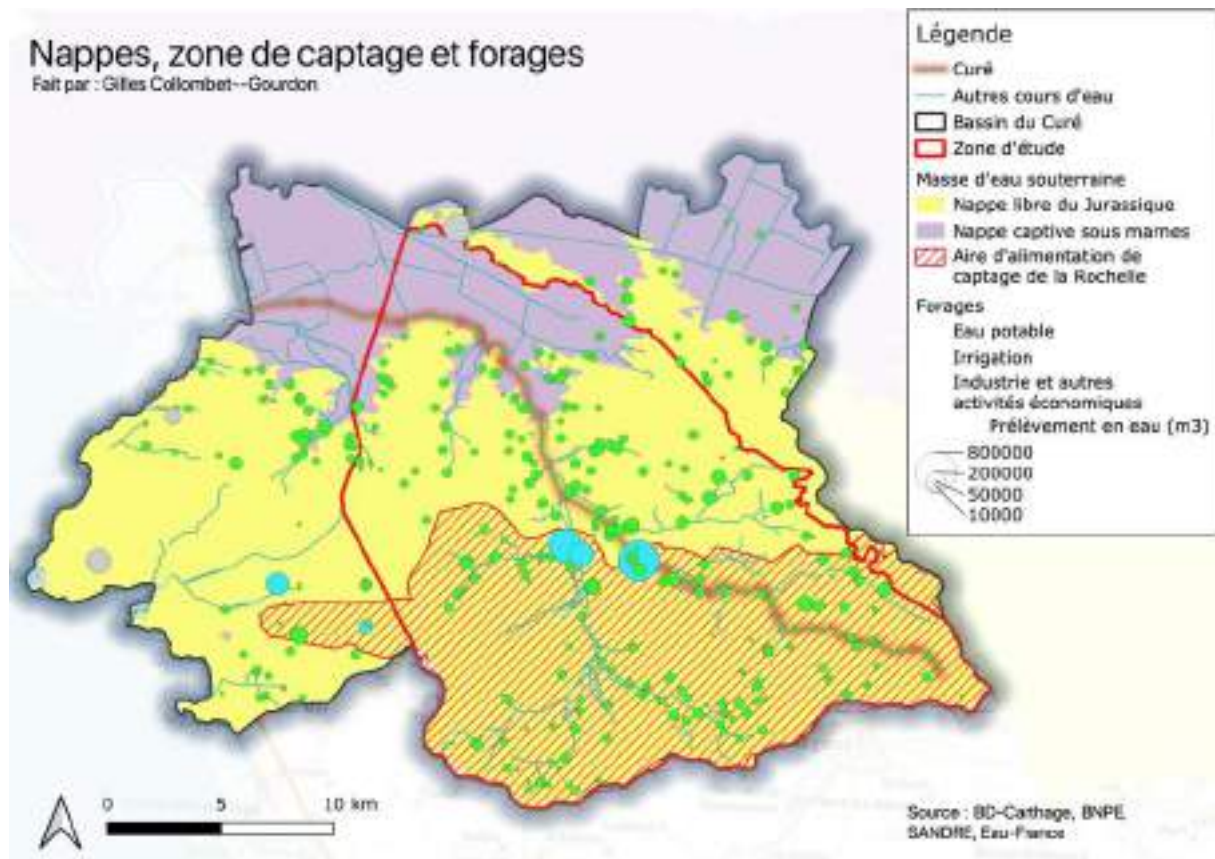 Nappes, zone de captage et forages
Fait par : Gilles Collombet--Gourdon
Légende
Curé
Autres cours d'eau
Bassin du Curé
Zone d'étude
Masse d'eau souterraine
Nappe libre du Jurassique
Nappe captive sous marnes
Aire d'alimentation de
captage de la Rochelle
Forages
Eau potable
Irrigation
Industrie et autres
activités économiques
Prélèvement en eau (m3)
800000
200000
50000
10000
0 5 10 km
Source : BD-Carthage, BNPE,
SANDRE, Eau-France